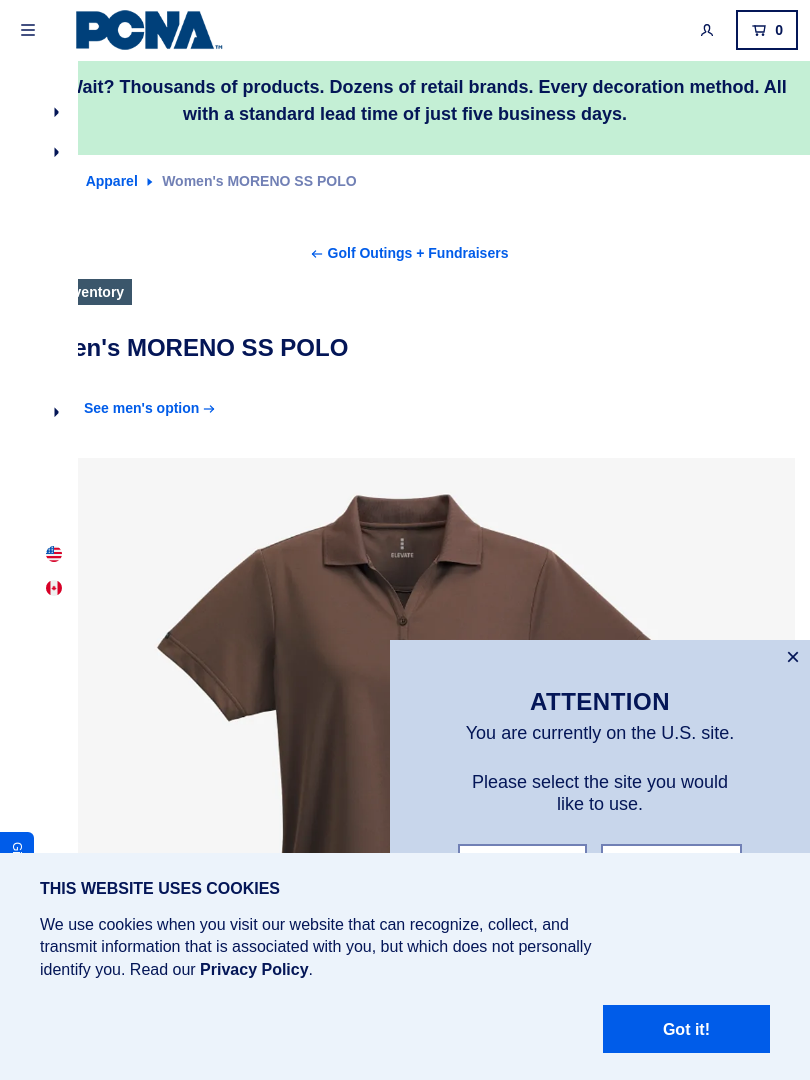 PCNA
0
Wait? Thousands of products. Dozens of retail brands. Every decoration method. All
with a standard lead time of just five business days.
Apparel Women's MORENO SS POLO
← Golf Outings + Fundraisers
See men's option →
MORENO SS POLO
ELEVATE
×
ATTENTION
You are currently on the U.S. site.
Please select the site you would
like to use.
THIS WEBSITE USES COOKIES
We use cookies when you visit our website that can recognize, collect, and
transmit information that is associated with you, but which does not personally
identify you. Read our Privacy Policy.
Got it!